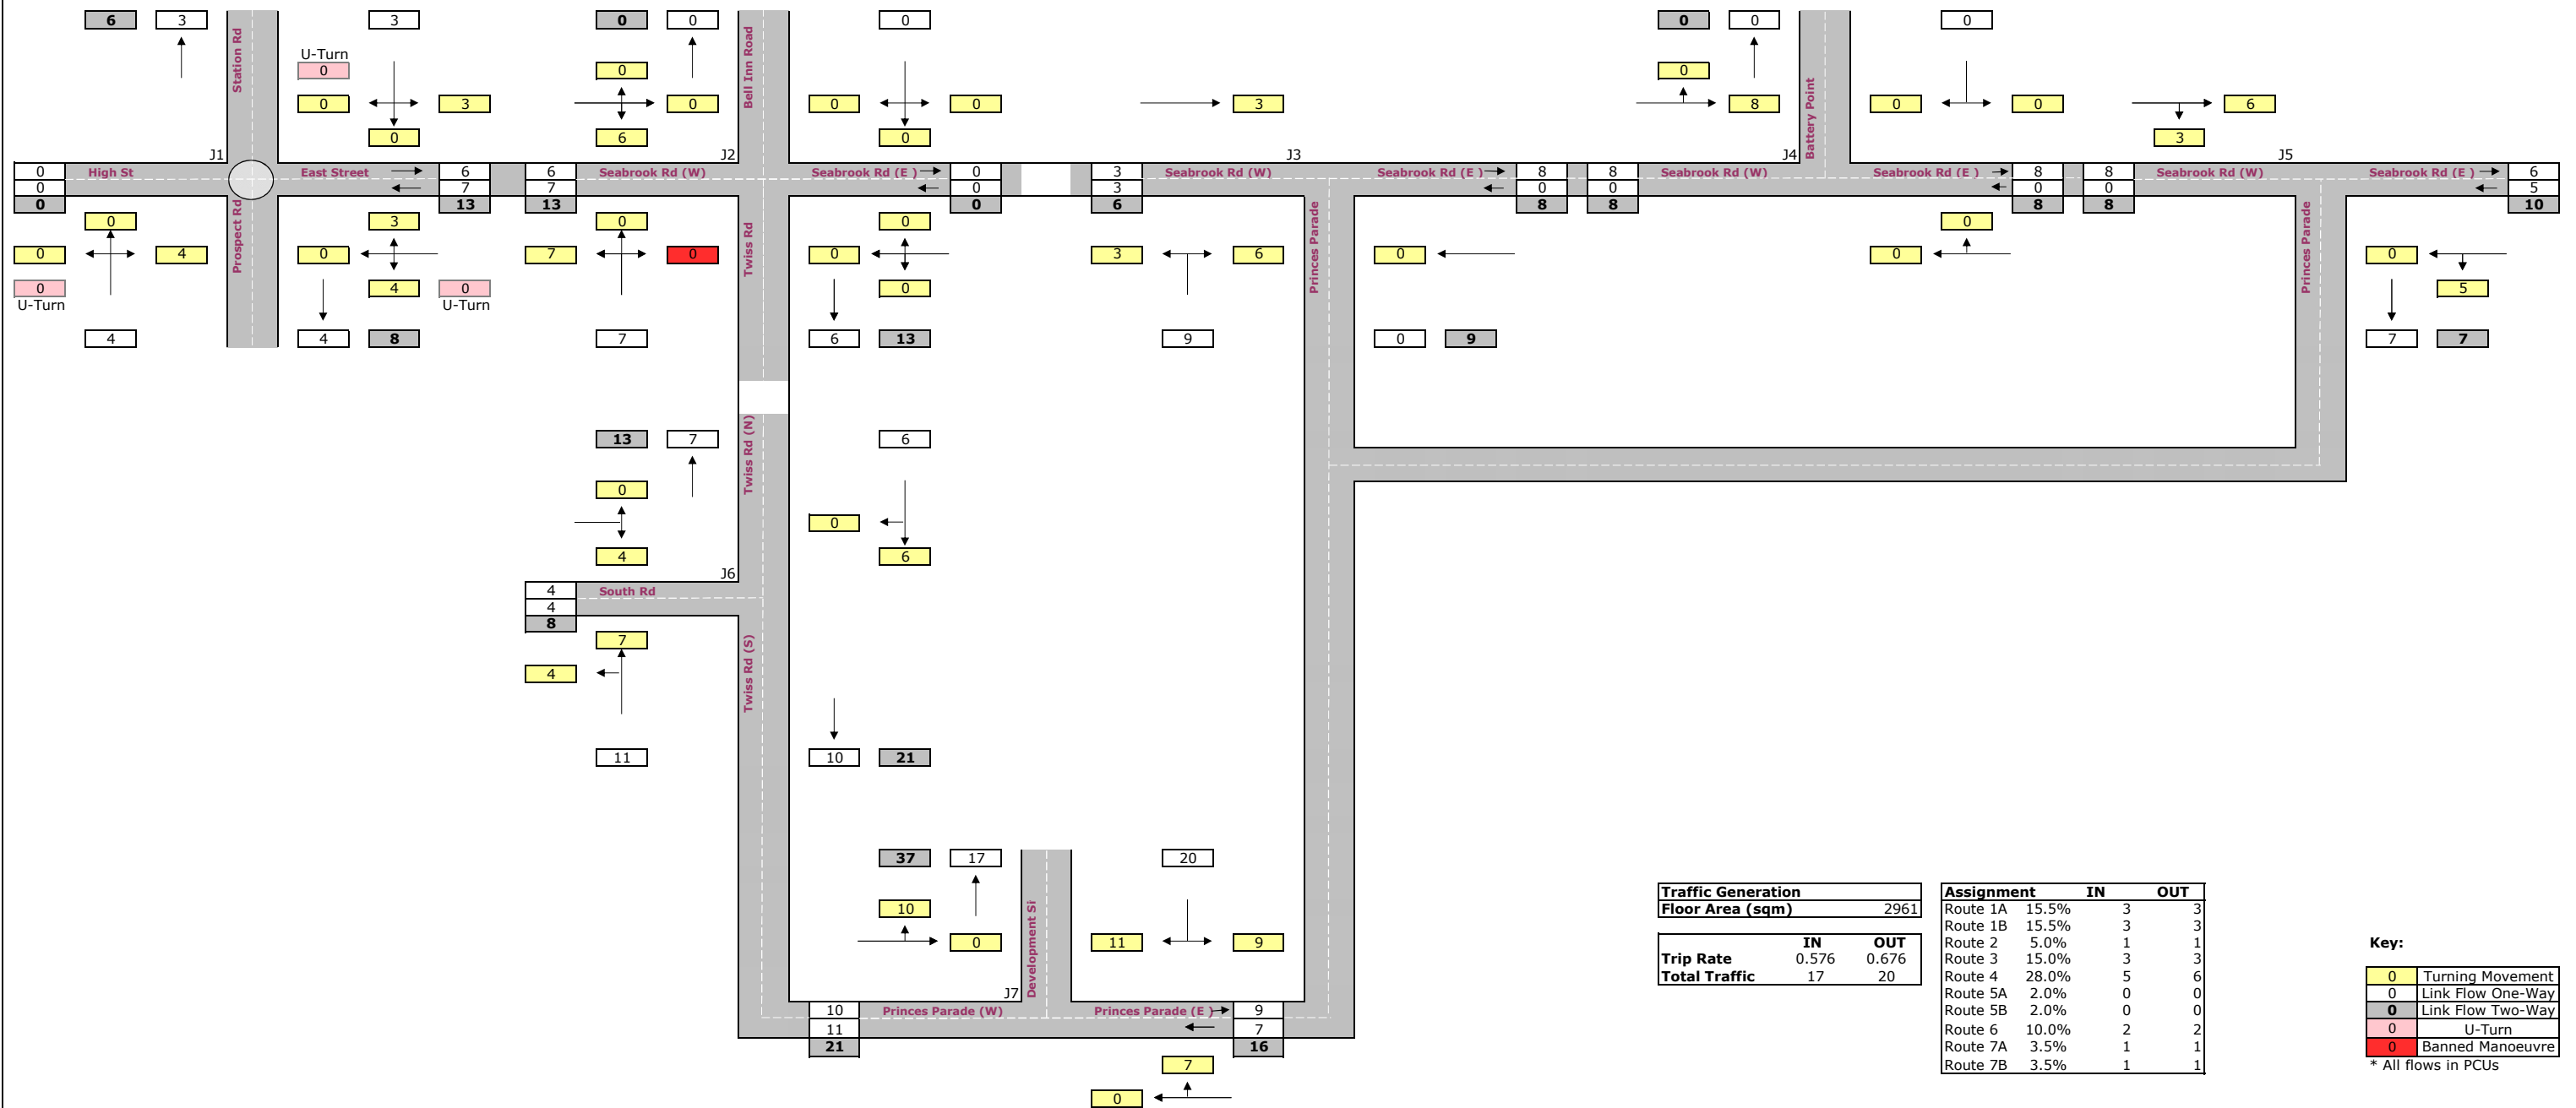 6 3 3 0 0 0 0 0 0
U-Turn
0 0 0
0 3 0 0 0 3 8 0 0 6
0 6 0 3
Station Rd
Bell Inn Road
Battery Point
J1 J2 J3 J4 J5
0 High St East Street 6 6 Seabrook Rd (W) Seabrook Rd (E ) 0 3 Seabrook Rd (W) Seabrook Rd (E ) 8 8 Seabrook Rd (W) Seabrook Rd (E ) 8 8 Seabrook Rd (W) Seabrook Rd (E ) 6
0 7 7 0 3 0 0 0 0 5
0 13 13 0 6 8 8 8 8 10
Prospect Rd
Twiss Rd
Princes Parade
Princes Parade
0 3 0 0 0
0 4 0 7 0 0 3 6 0 0 0
0 4 0 0 5
U-Turn U-Turn
4 4 8 7 6 13 9 0 9 7 7
13 7 6
Twiss Rd (N)
0
0
4 6
J6
4 South Rd
4
8
7
4
Twiss Rd (S)
11 10 21
37 17 20
10
0 11 9
Development Si
J7
10 Princes Parade (W) Princes Parade (E ) 9
11 7
21 16
7
0
Traffic Generation
Floor Area (sqm) 2961
IN OUT
Trip Rate 0.576 0.676
Total Traffic 17 20
Assignment IN OUT
Route 1A 15.5% 3 3
Route 1B 15.5% 3 3
Route 2 5.0% 1 1
Route 3 15.0% 3 3
Route 4 28.0% 5 6
Route 5A 2.0% 0 0
Route 5B 2.0% 0 0
Route 6 10.0% 2 2
Route 7A 3.5% 1 1
Route 7B 3.5% 1 1
Key:
0 Turning Movement
0 Link Flow One-Way
0 Link Flow Two-Way
0 U-Turn
0 Banned Manoeuvre
* All flows in PCUs